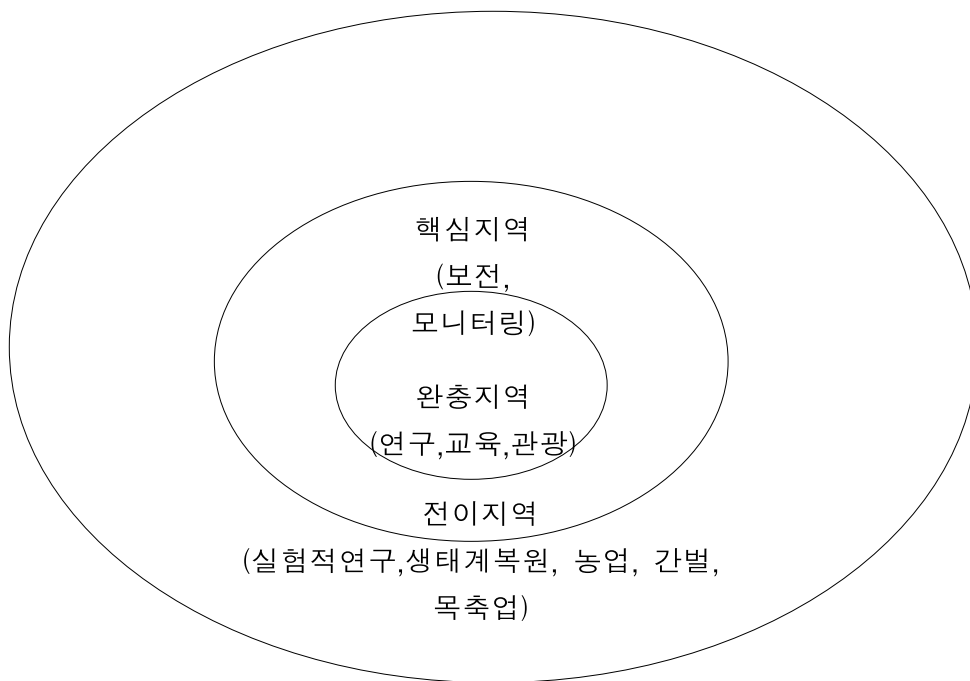 핵심지역
(보전,
모니터링)
완충지역
(연구,교육,관광)
전이지역
(실험적연구,생태계복원, 농업, 간벌,
목축업)